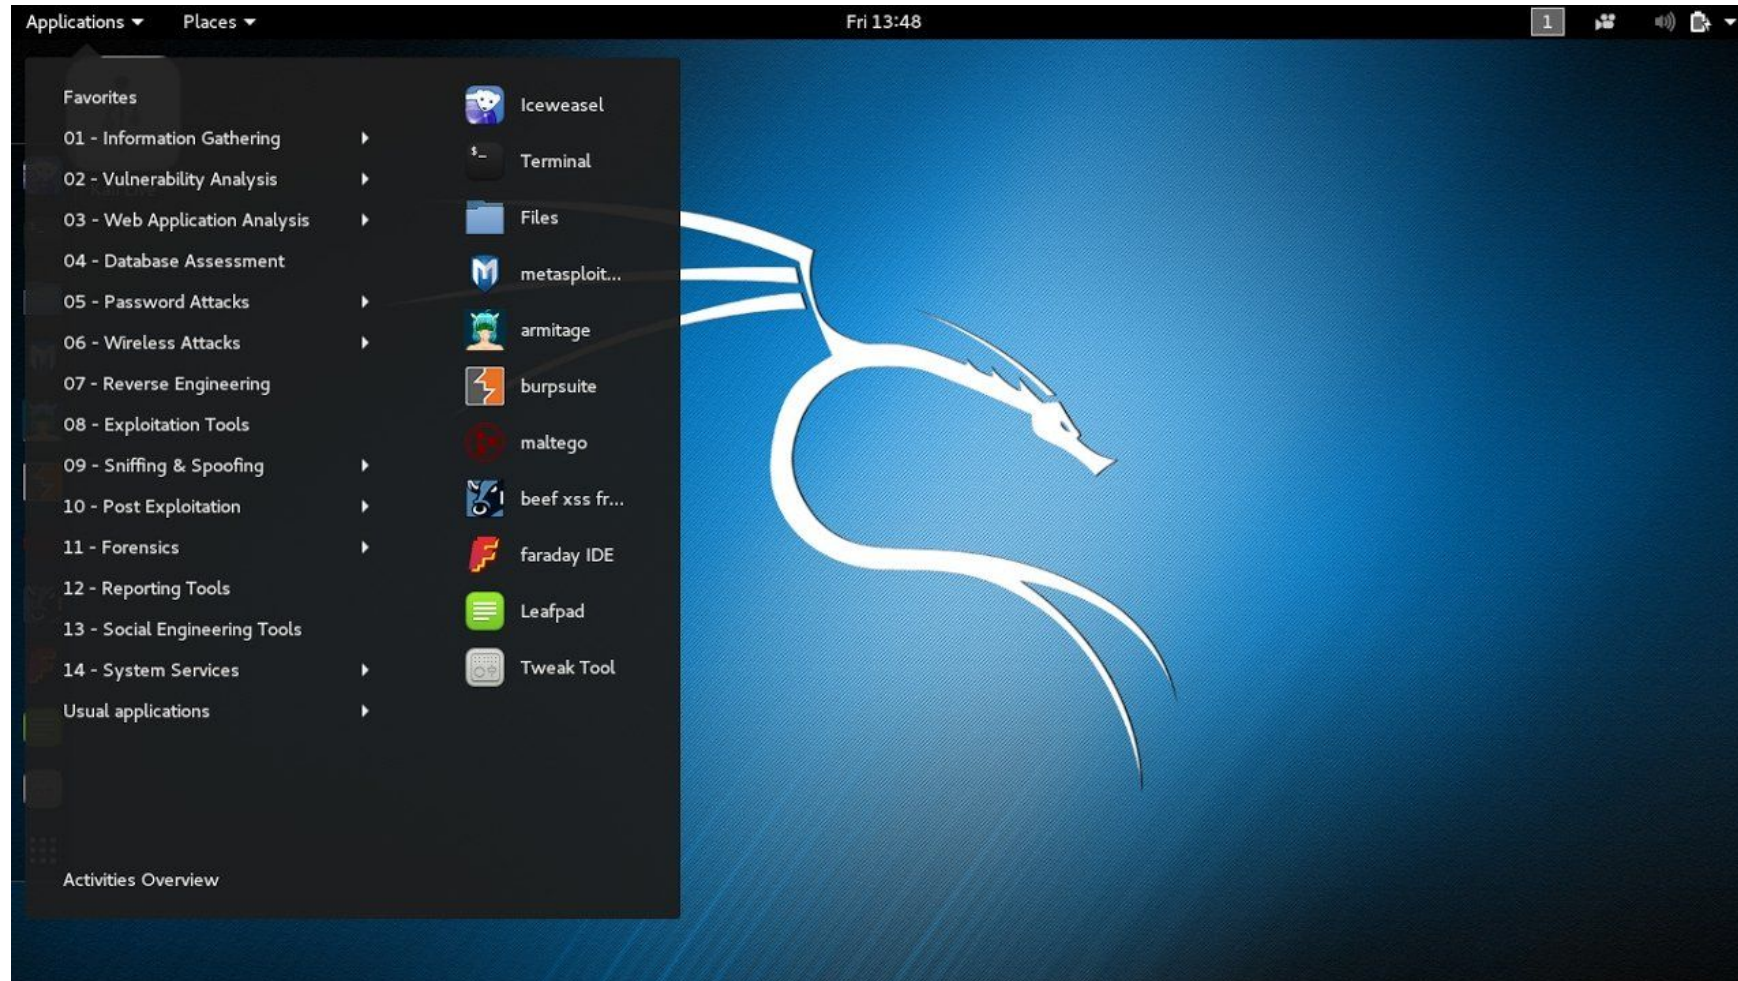 Applications Places Fri 13:48 1
Favorites
01 - Information Gathering
02 - Vulnerability Analysis
03 - Web Application Analysis
04 - Database Assessment
05 - Password Attacks
06 - Wireless Attacks
07 - Reverse Engineering
08 - Exploitation Tools
09 - Sniffing & Spoofing
10 - Post Exploitation
11 - Forensics
12 - Reporting Tools
13 - Social Engineering Tools
14 - System Services
Usual applications
Activities Overview
Iceweasel
$_
Terminal
Files
metasploit...
armitage
burpsuite
maltego
beef xss fr...
faraday IDE
Leafpad
Tweak Tool